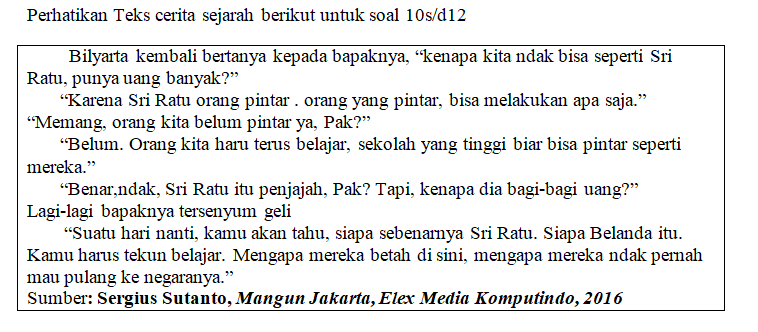 Perhatikan Teks cerita sejarah berikut untuk soal 10s/d12
Bilyarta kembali bertanya kepada bapaknya, “kenapa kita ndak bisa seperti Sri
Ratu, punya uang banyak?”
“Karena Sri Ratu orang pintar . orang yang pintar, bisa melakukan apa saja.”
“Memang, orang kita belum pintar ya, Pak?”
“Belum. Orang kita haru terus belajar, sekolah yang tinggi biar bisa pintar seperti
mereka.”
“Benar,ndak, Sri Ratu itu penjajah, Pak? Tapi, kenapa dia bagi-bagi uang?”
Lagi-lagi bapaknya tersenyum geli
“Suatu hari nanti, kamu akan tahu, siapa sebenarnya Sri Ratu. Siapa Belanda itu.
Kamu harus tekun belajar. Mengapa mereka betah di sini, mengapa mereka ndak pernah
mau pulang ke negaranya.”
Sumber: Sergius Sutanto, Mangun Jakarta, Elex Media Komputindo, 2016